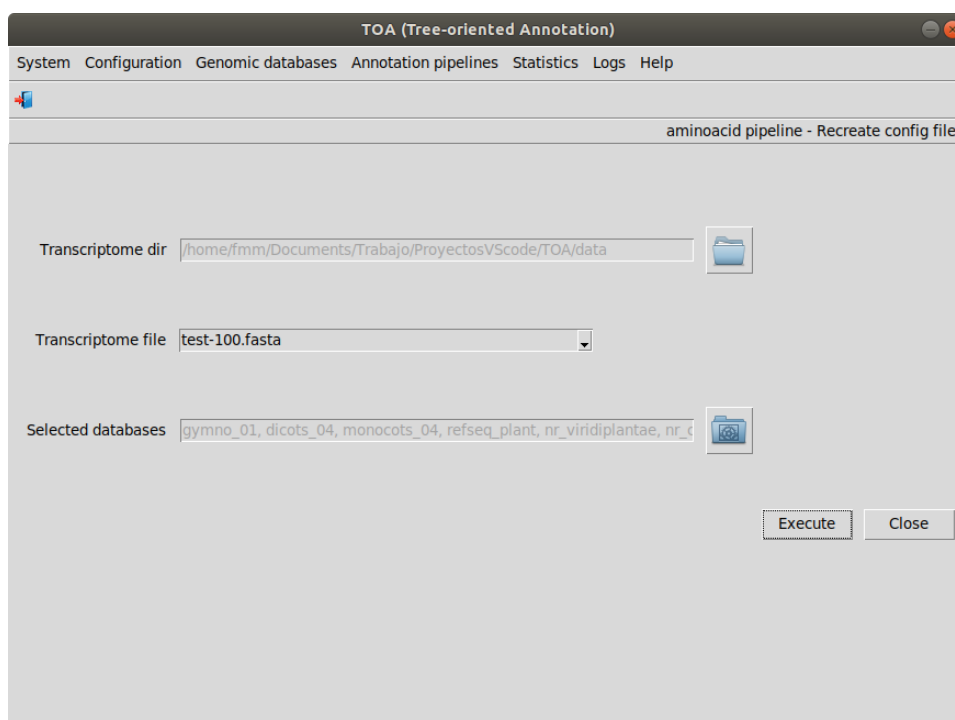 TOA (Tree-oriented Annotation)
System Configuration Genomic databases Annotation pipelines Statistics Logs Help
aminoacid pipeline - Recreate config file
Transcriptome dir /home/fmm/Documents/Trabajo/ProyectosVScode/TOA/data
Transcriptome file test-100.fasta
Selected databases gymno_01, dicots_04, monocots_04, refseq_plant, nr_viridiplantae,
Execute Close